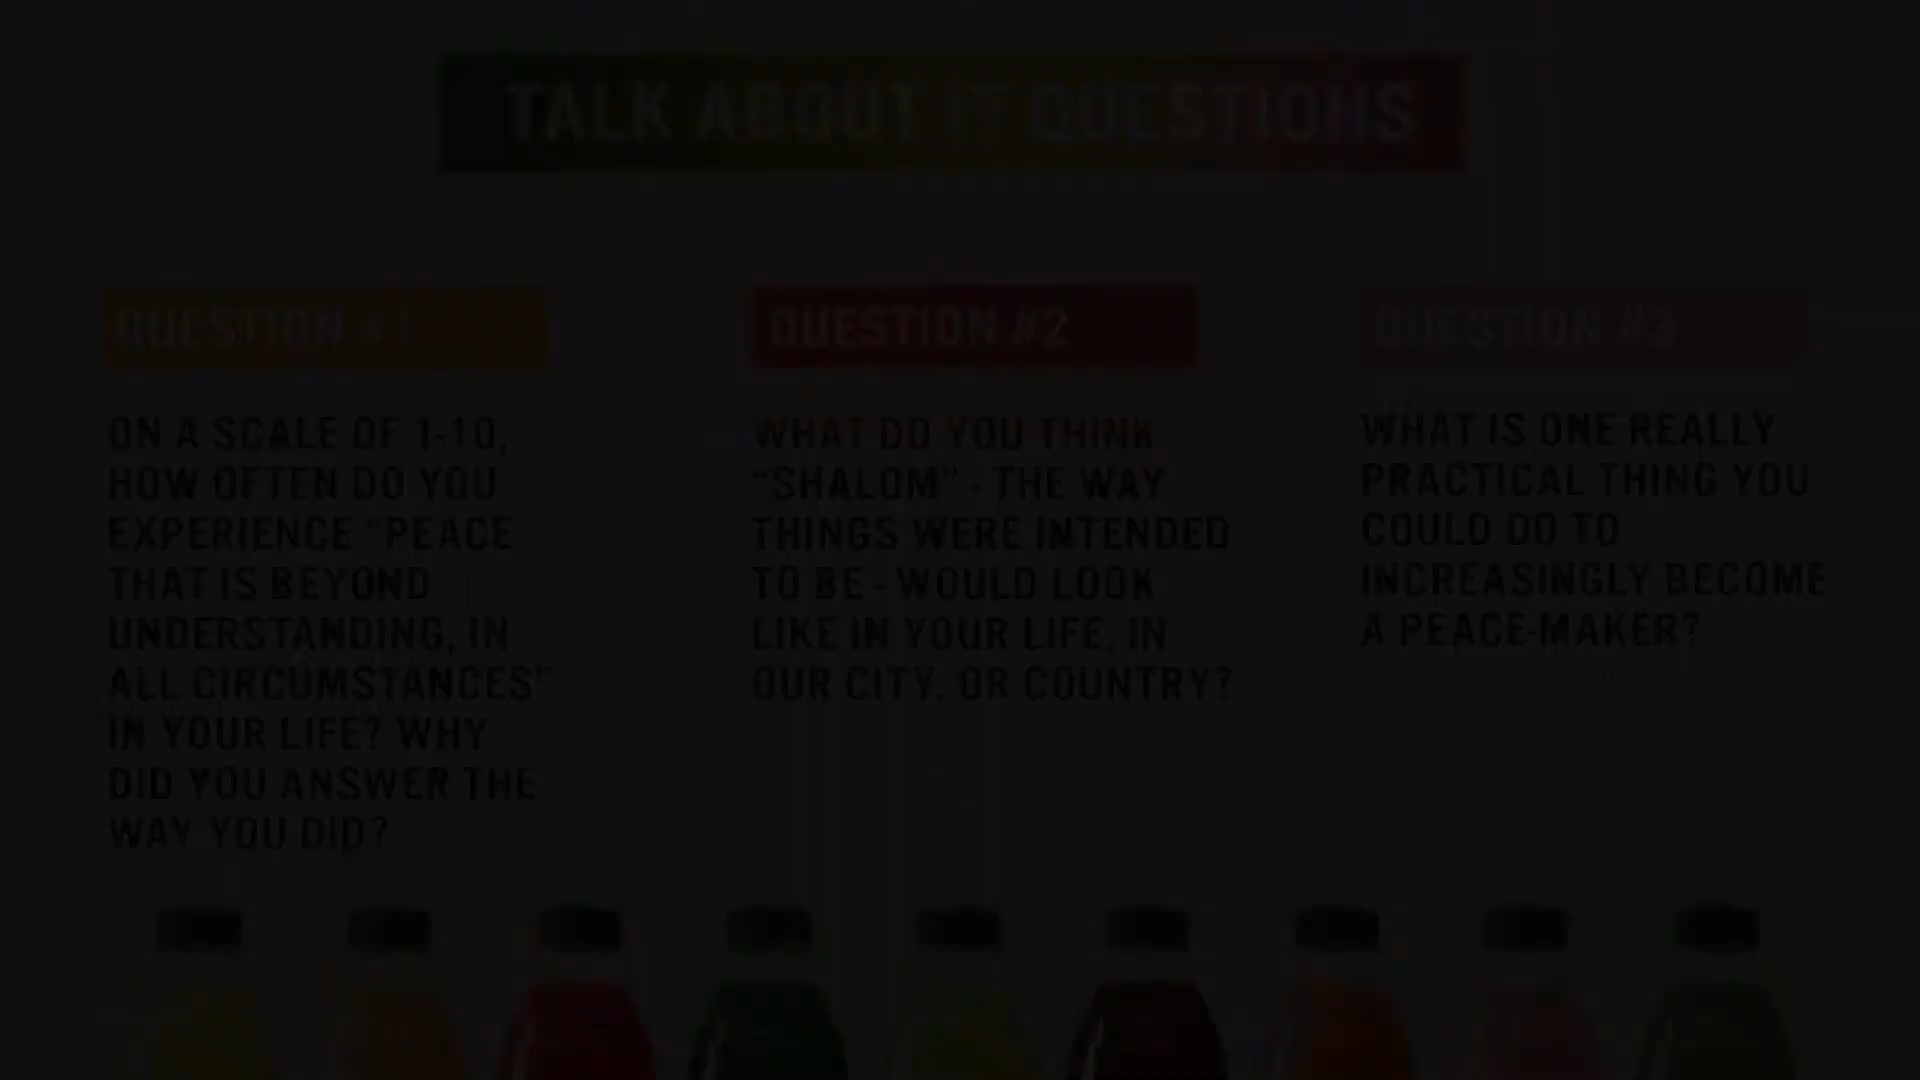 TALK ABOUT IT QUESTIONS
QUESTION #1
ON A SCALE OF 1-10,
HOW OFTEN DO YOU
EXPERIENCE "PEACE
THAT IS BEYOND
UNDERSTANDING, IN
ALL CIRCUMSTANCES"
IN YOUR LIFE? WHY
DID YOU ANSWER THE
WAY YOU DID?
QUESTION #2
WHAT DO YOU THINK
"SHALOM" - THE WAY
THINGS WERE INTENDED
TO BE - WOULD LOOK
LIKE IN YOUR LIFE, IN
OUR CITY, OR COUNTRY?
QUESTION #3
WHAT IS ONE REALLY
PRACTICAL THING YOU
COULD DO TO
INCREASINGLY BECOME
A PEACE-MAKER?